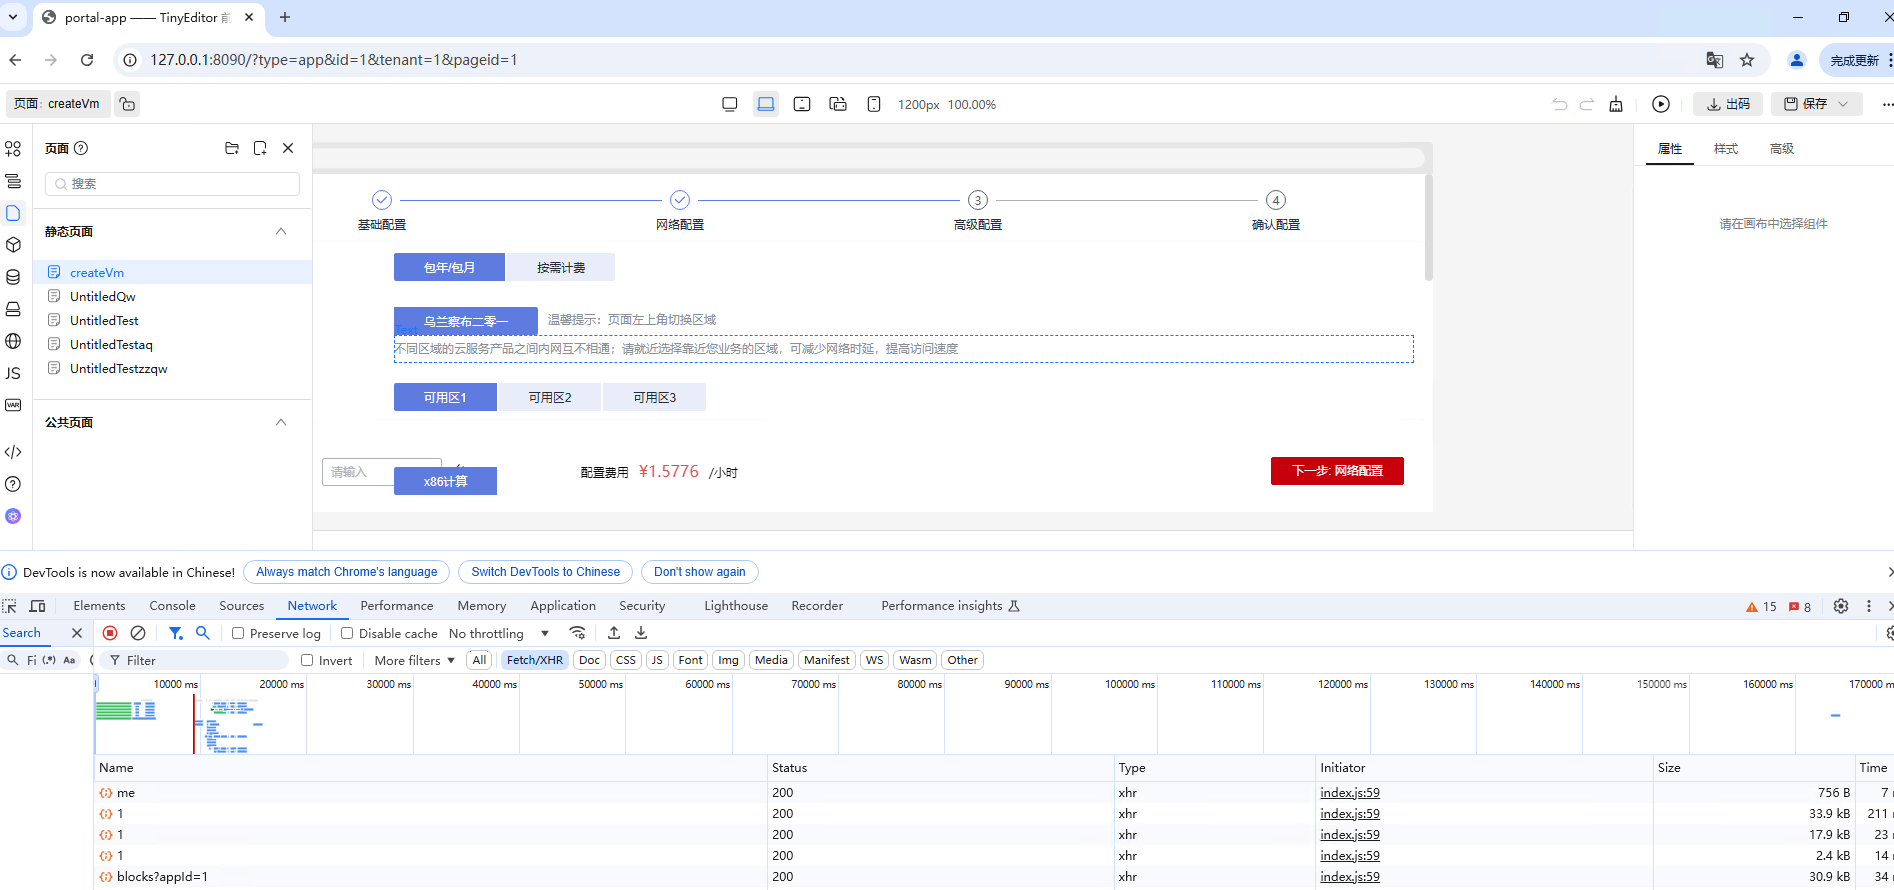 portal-app —— TinyEditor 前
127.0.0.1:8090/?type=app&id=1&tenant=1&pageid=1
完成更新
页面: createVm
1200px 100.00%
出码
保存
页面
搜索
静态页面
createVm
UntitledQw
UntitledTest
UntitledTestaq
UntitledTestzzqw
公共页面
JS
VAR
3
4
基础配置
网络配置
高级配置
确认配置
包年/包月
按需计费
乌兰察布二零一
温馨提示：页面左上角切换区域
Text
不同区域的云服务产品之间内网互不相通；请就近选择靠近您业务的区域，可减少网络时延，提高访问速度
可用区1
可用区2
可用区3
请输入
x86计算
配置费用 ¥1.5776 /小时
下一步: 网络配置
属性
样式
高级
请在画布中选择组件
DevTools is now available in Chinese!
Always match Chrome's language
Switch DevTools to Chinese
Don't show again
Elements Console Sources Network Performance Memory Application Security Lighthouse Recorder Performance insights
15 8
Search
Preserve log
Disable cache
No throttling
Fi (.*) Aa
Filter
Invert
More filters
All Fetch/XHR Doc CSS JS Font Img Media Manifest WS Wasm Other
10000 ms 20000 ms 30000 ms 40000 ms 50000 ms 60000 ms 70000 ms 80000 ms 90000 ms 100000 ms 110000 ms 120000 ms 130000 ms 140000 ms 150000 ms 160000 ms 170000 m
Name Status Type Initiator Size Time
me 200 xhr index.js:59 756 B 7
1 200 xhr index.js:59 33.9 kB 211
1 200 xhr index.js:59 17.9 kB 23
1 200 xhr index.js:59 2.4 kB 14
blocks?appId=1 200 xhr index.js:59 30.9 kB 34